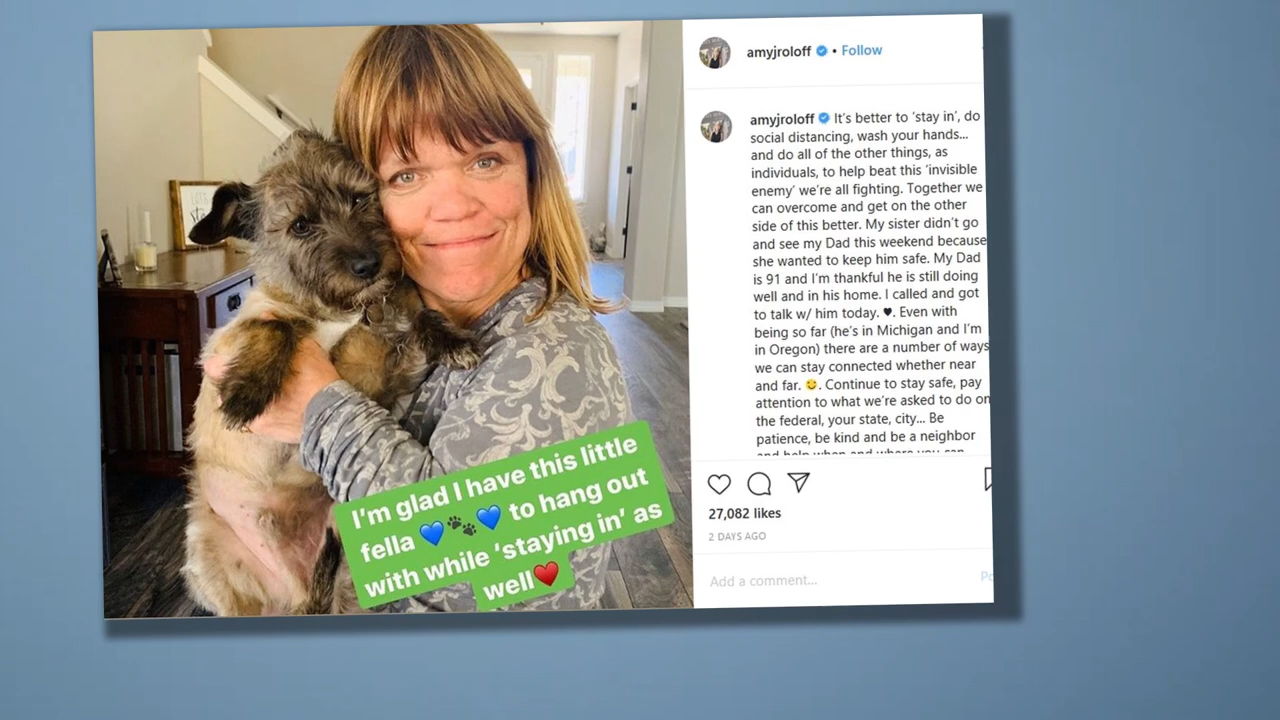 amyjroloff • Follow
amyjroloff It's better to 'stay in', do
social distancing, wash your hands...
and do all of the other things, as
individuals, to help beat this 'invisible
enemy' we're all fighting. Together we
can overcome and get on the other
side of this better. My sister didn't go
and see my Dad this weekend because
she wanted to keep him safe. My Dad
is 91 and I'm thankful he is still doing
well and in his home. I called and got
to talk w/ him today. 🖤. Even with
being so far (he's in Michigan and I'm
in Oregon) there are a number of ways
we can stay connected whether near
and far. 😊. Continue to stay safe, pay
attention to what we're asked to do on
the federal, your state, city... Be
patience, be kind and be a neighbor
and help when and where you can
27,082 likes
2 DAYS AGO
Add a comment...
I'm glad I have this little
fella 💙🐾💙 to hang out
with while 'staying in' as
well❤️